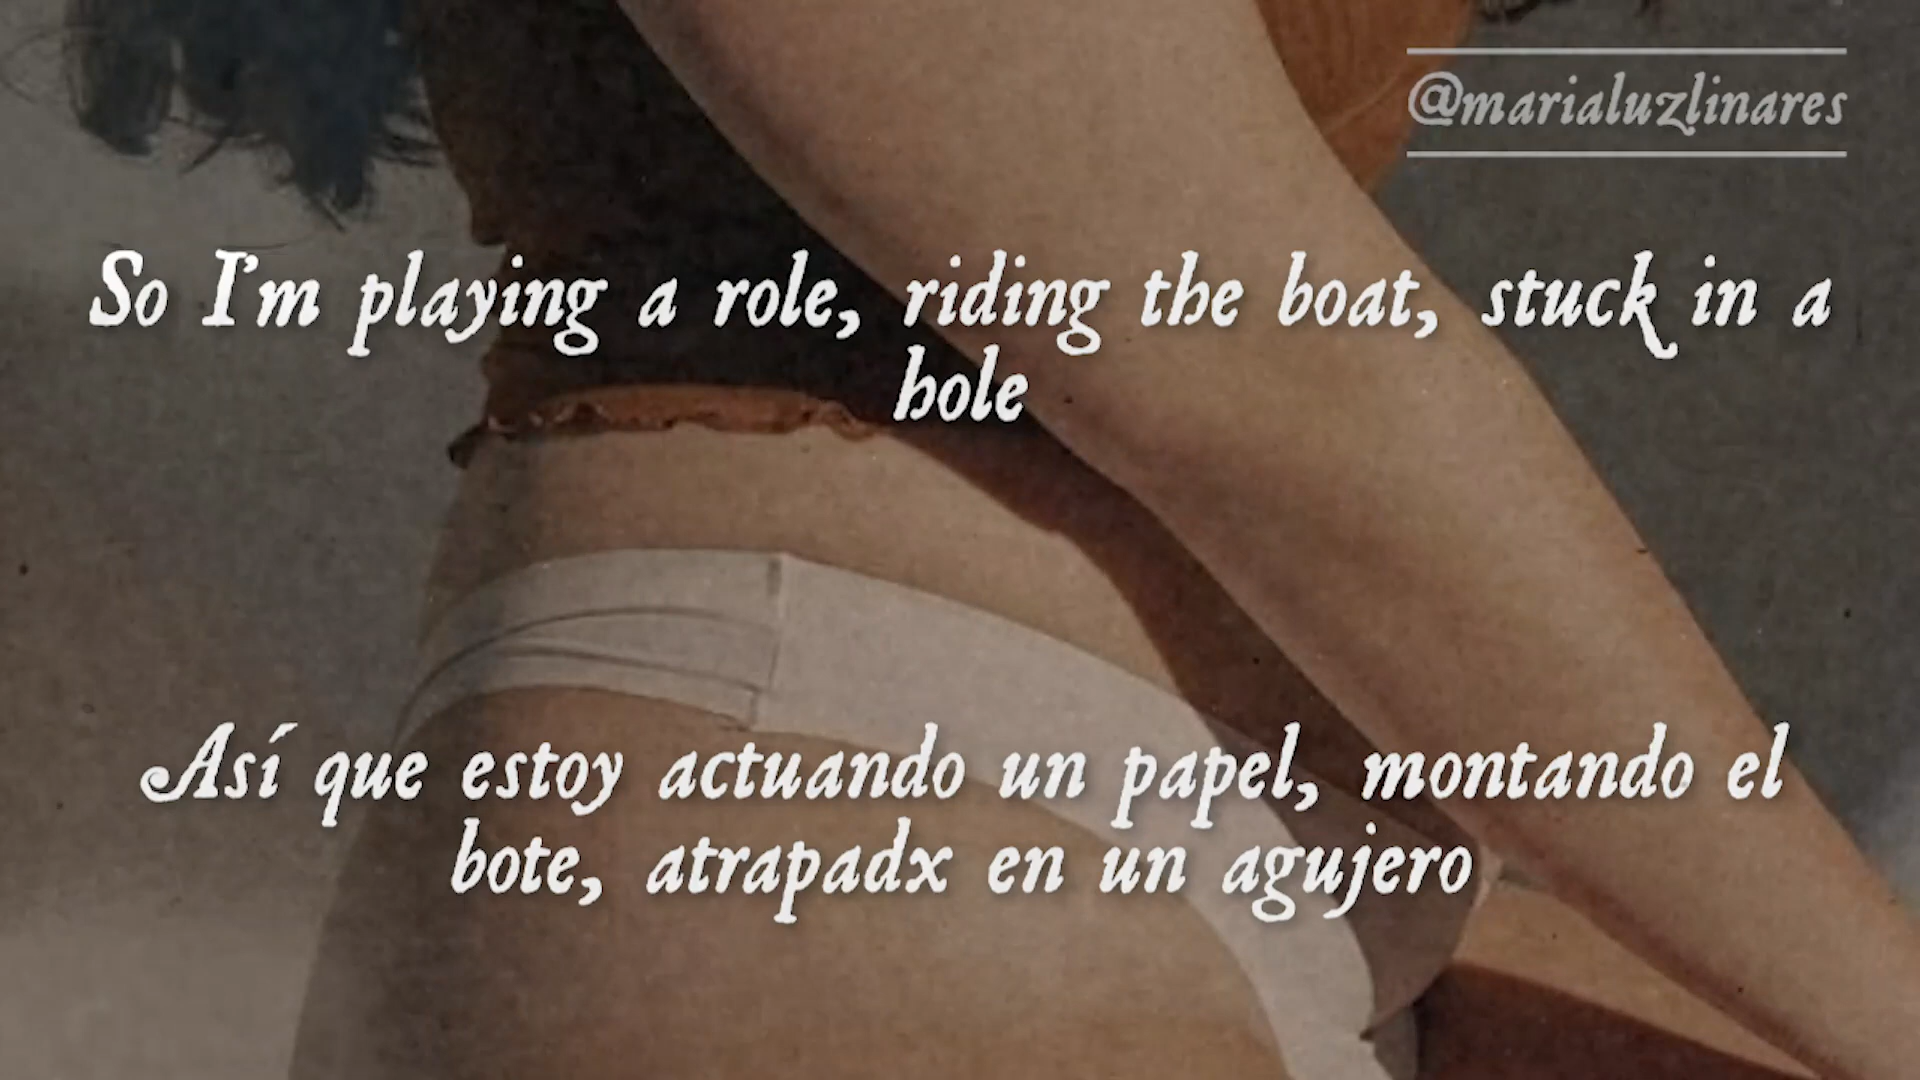 @marialuzlinares
So I'm playing a role, riding the boat, stuck in a
hole
Así que estoy actuando un papel, montando el
bote, atrapadx en un agujero